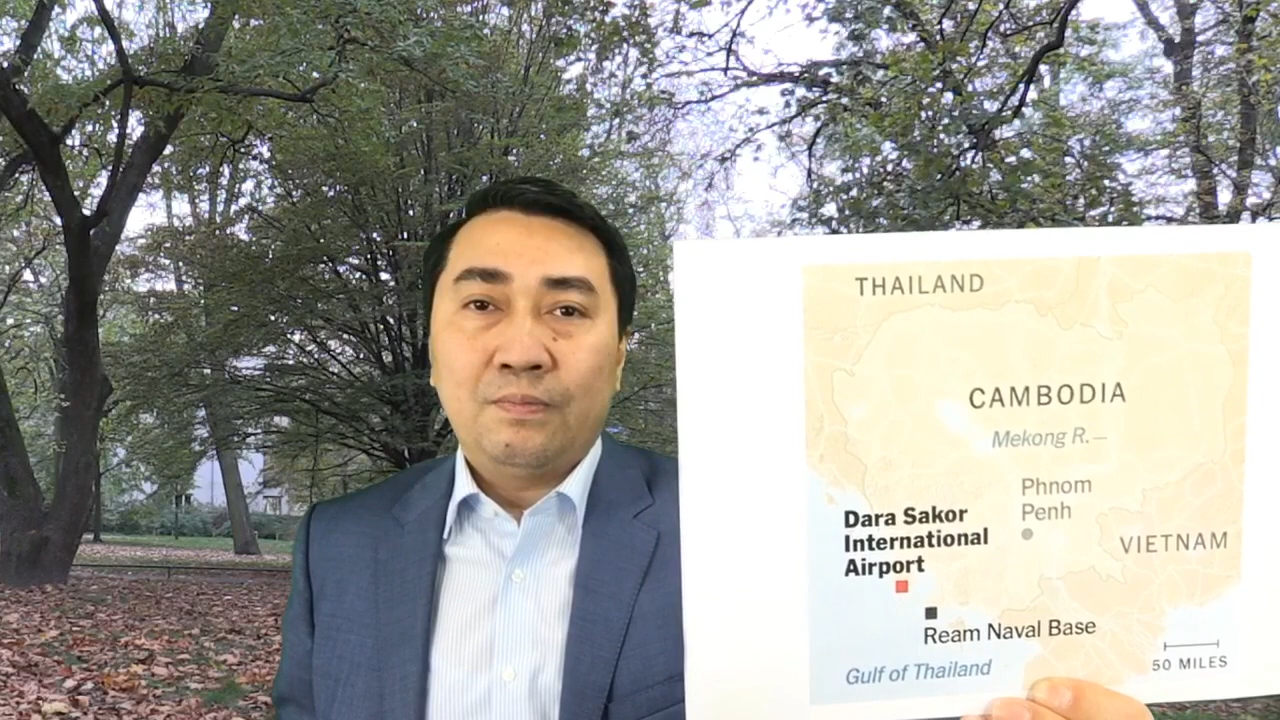 THAILAND
CAMBODIA
Mekong R.
Phnom
Penh
Dara Sakor
International
Airport
VIETNAM
Ream Naval Base
Gulf of Thailand
50 MILES